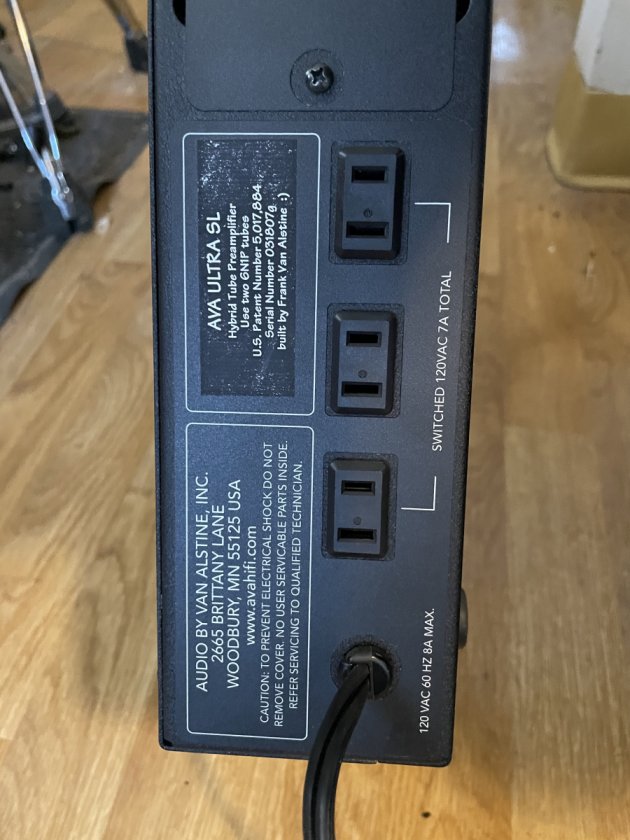 AVA ULTRA SL
Hybrid Tube Preamplifier
Use two 6N1P tubes
U.S. Patent Number 5,017,884
Serial Number 031807g
built by Frank Van Alstine :)
AUDIO BY VAN ALSTINE, INC.
2665 BRITTANY LANE
WOODBURY, MN 55125 USA
www.avahifi.com
CAUTION: TO PREVENT ELECTRICAL SHOCK DO NOT
REMOVE COVER. NO USER SERVICABLE PARTS INSIDE.
REFER SERVICING TO QUALIFIED TECHNICIAN.
SWITCHED 120VAC 7A TOTAL
120 VAC 60 HZ 8A MAX.